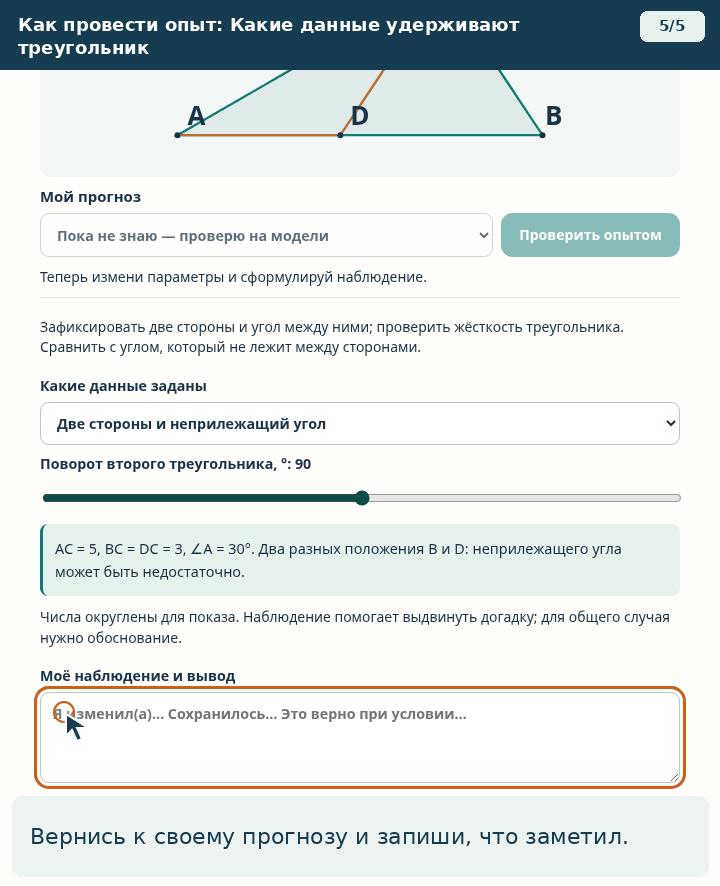 Как провести опыт: Какие данные удерживают
треугольник
5/5
A
D
B
Мой прогноз
Пока не знаю — проверю на модели
Проверить опытом
Теперь измени параметры и сформулируй наблюдение.
Зафиксировать две стороны и угол между ними; проверить жёсткость треугольника.
Сравнить с углом, который не лежит между сторонами.
Какие данные заданы
Две стороны и неприлежащий угол
Поворот второго треугольника, °: 90
AC = 5, BC = DC = 3, ∠A = 30°. Два разных положения B и D: неприлежащего угла
может быть недостаточно.
Числа округлены для показа. Наблюдение помогает выдвинуть догадку; для общего случая
нужно обоснование.
Моё наблюдение и вывод
Я изменил(а)... Сохранилось... Это верно при условии...
Вернись к своему прогнозу и запиши, что заметил.